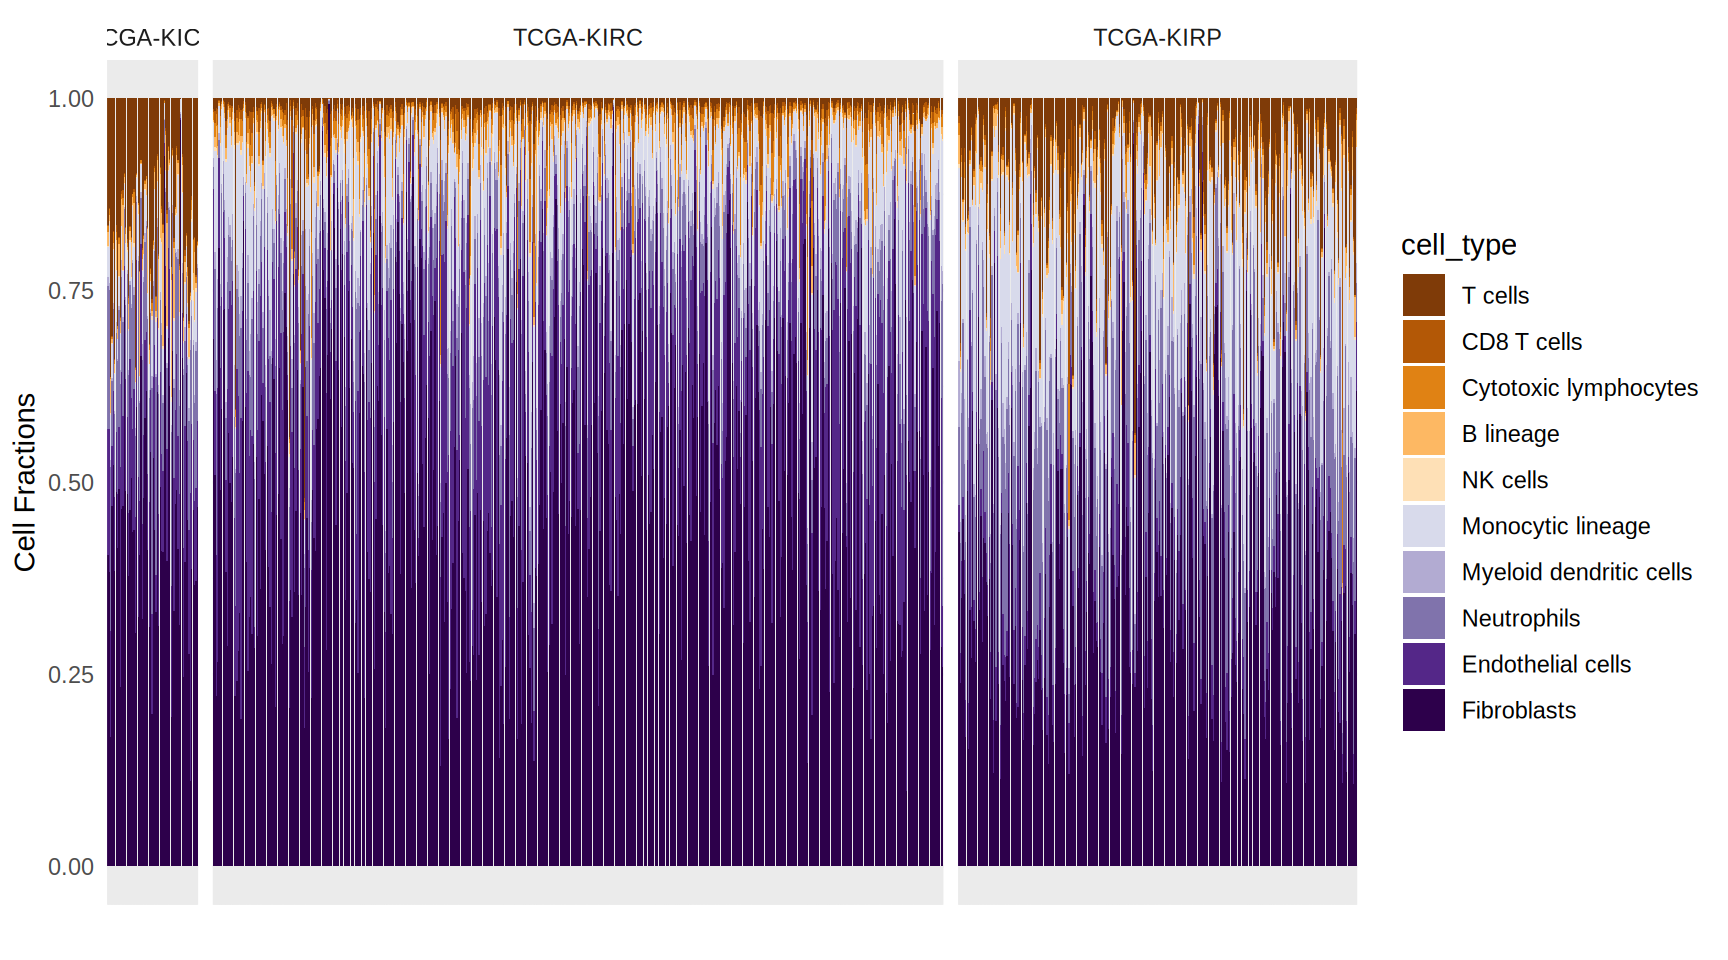 CGA-KIC
TCGA-KIRC
TCGA-KIRP
1.00
0.75
0.50
0.25
0.00
Cell Fractions
cell_type
T cells
CD8 T cells
Cytotoxic lymphocytes
B lineage
NK cells
Monocytic lineage
Myeloid dendritic cells
Neutrophils
Endothelial cells
Fibroblasts